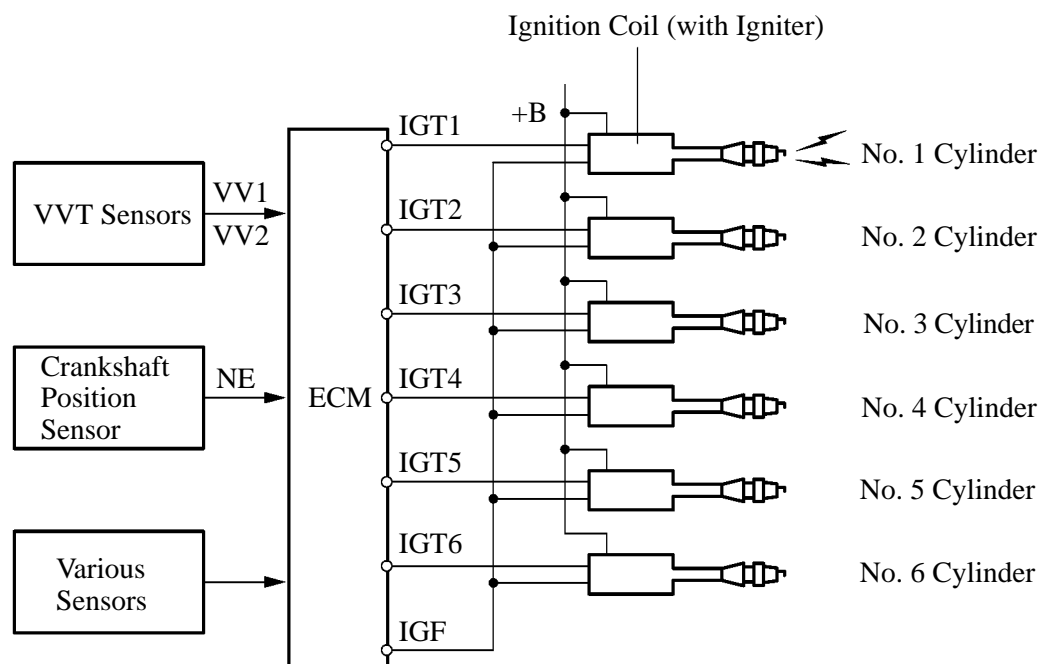 Ignition Coil (with Igniter)
+B
IGT1
No. 1 Cylinder
VVT Sensors
VV1
VV2
IGT2
No. 2 Cylinder
IGT3
No. 3 Cylinder
Crankshaft
Position
Sensor
NE
ECM
IGT4
No. 4 Cylinder
IGT5
No. 5 Cylinder
Various
Sensors
IGT6
No. 6 Cylinder
IGF